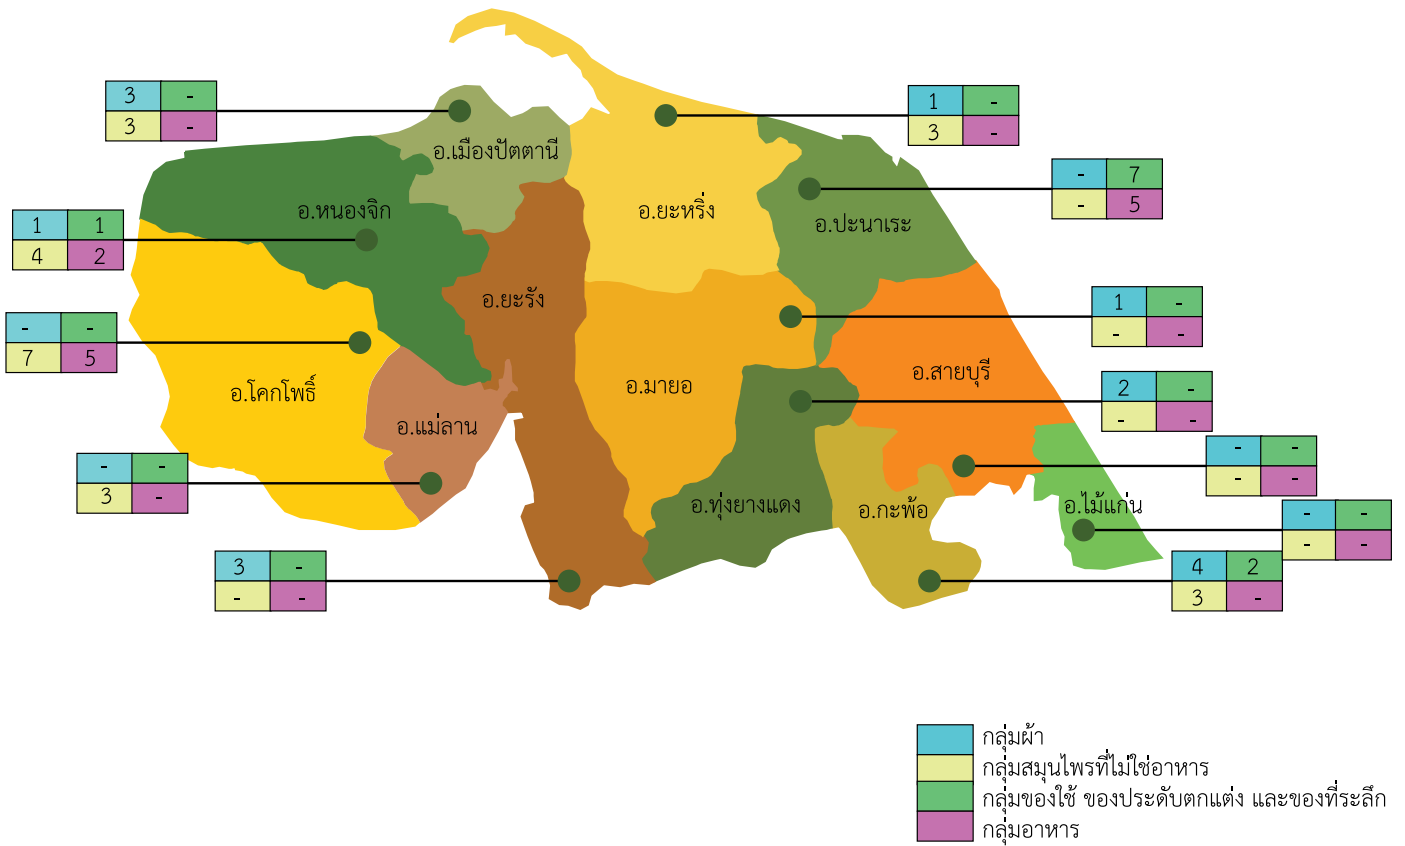 3 -
3 -
1 -
3 -
อ.เมืองปัตตานี
- 7
- 5
อ.หนองจิก
อ.ยะหริ่ง
อ.ปะนาเระ
1 1
4 2
อ.ยะรัง
1 -
- -
- -
7 5
อ.สายบุรี
อ.มายอ
อ.โคกโพธิ์
2 -
- -
อ.แม่ลาน
- -
- -
- -
3 -
อ.ทุ่งยางแดง
อ.กะพ้อ
อ.ไม้แก่น
- -
- -
3 -
- -
4 2
3 -
กลุ่มผ้า
กลุ่มสมุนไพรที่ไม่ใช่อาหาร
กลุ่มของใช้ ของประดับตกแต่ง และของที่ระลึก
กลุ่มอาหาร